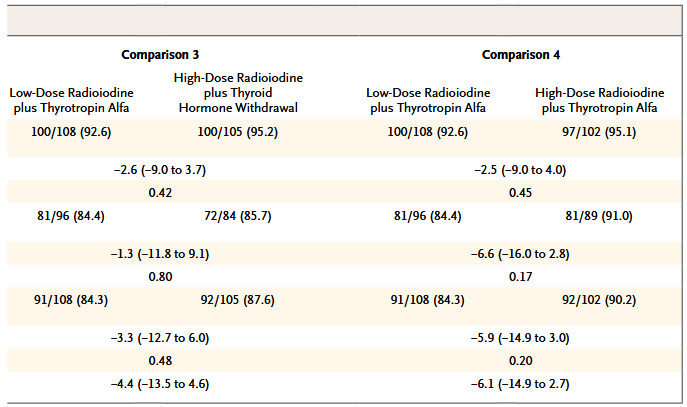 Comparison 3 Comparison 4
Low-Dose Radioiodine plus Thyrotropin Alfa High-Dose Radioiodine plus Thyroid Hormone Withdrawal Low-Dose Radioiodine plus Thyrotropin Alfa High-Dose Radioiodine plus Thyrotropin Alfa
100/108 (92.6) 100/105 (95.2) 100/108 (92.6) 97/102 (95.1)
–2.6 (–9.0 to 3.7) –2.5 (–9.0 to 4.0)
0.42 0.45
81/96 (84.4) 72/84 (85.7) 81/96 (84.4) 81/89 (91.0)
–1.3 (–11.8 to 9.1) –6.6 (–16.0 to 2.8)
0.80 0.17
91/108 (84.3) 92/105 (87.6) 91/108 (84.3) 92/102 (90.2)
–3.3 (–12.7 to 6.0) –5.9 (–14.9 to 3.0)
0.48 0.20
–4.4 (–13.5 to 4.6) –6.1 (–14.9 to 2.7)